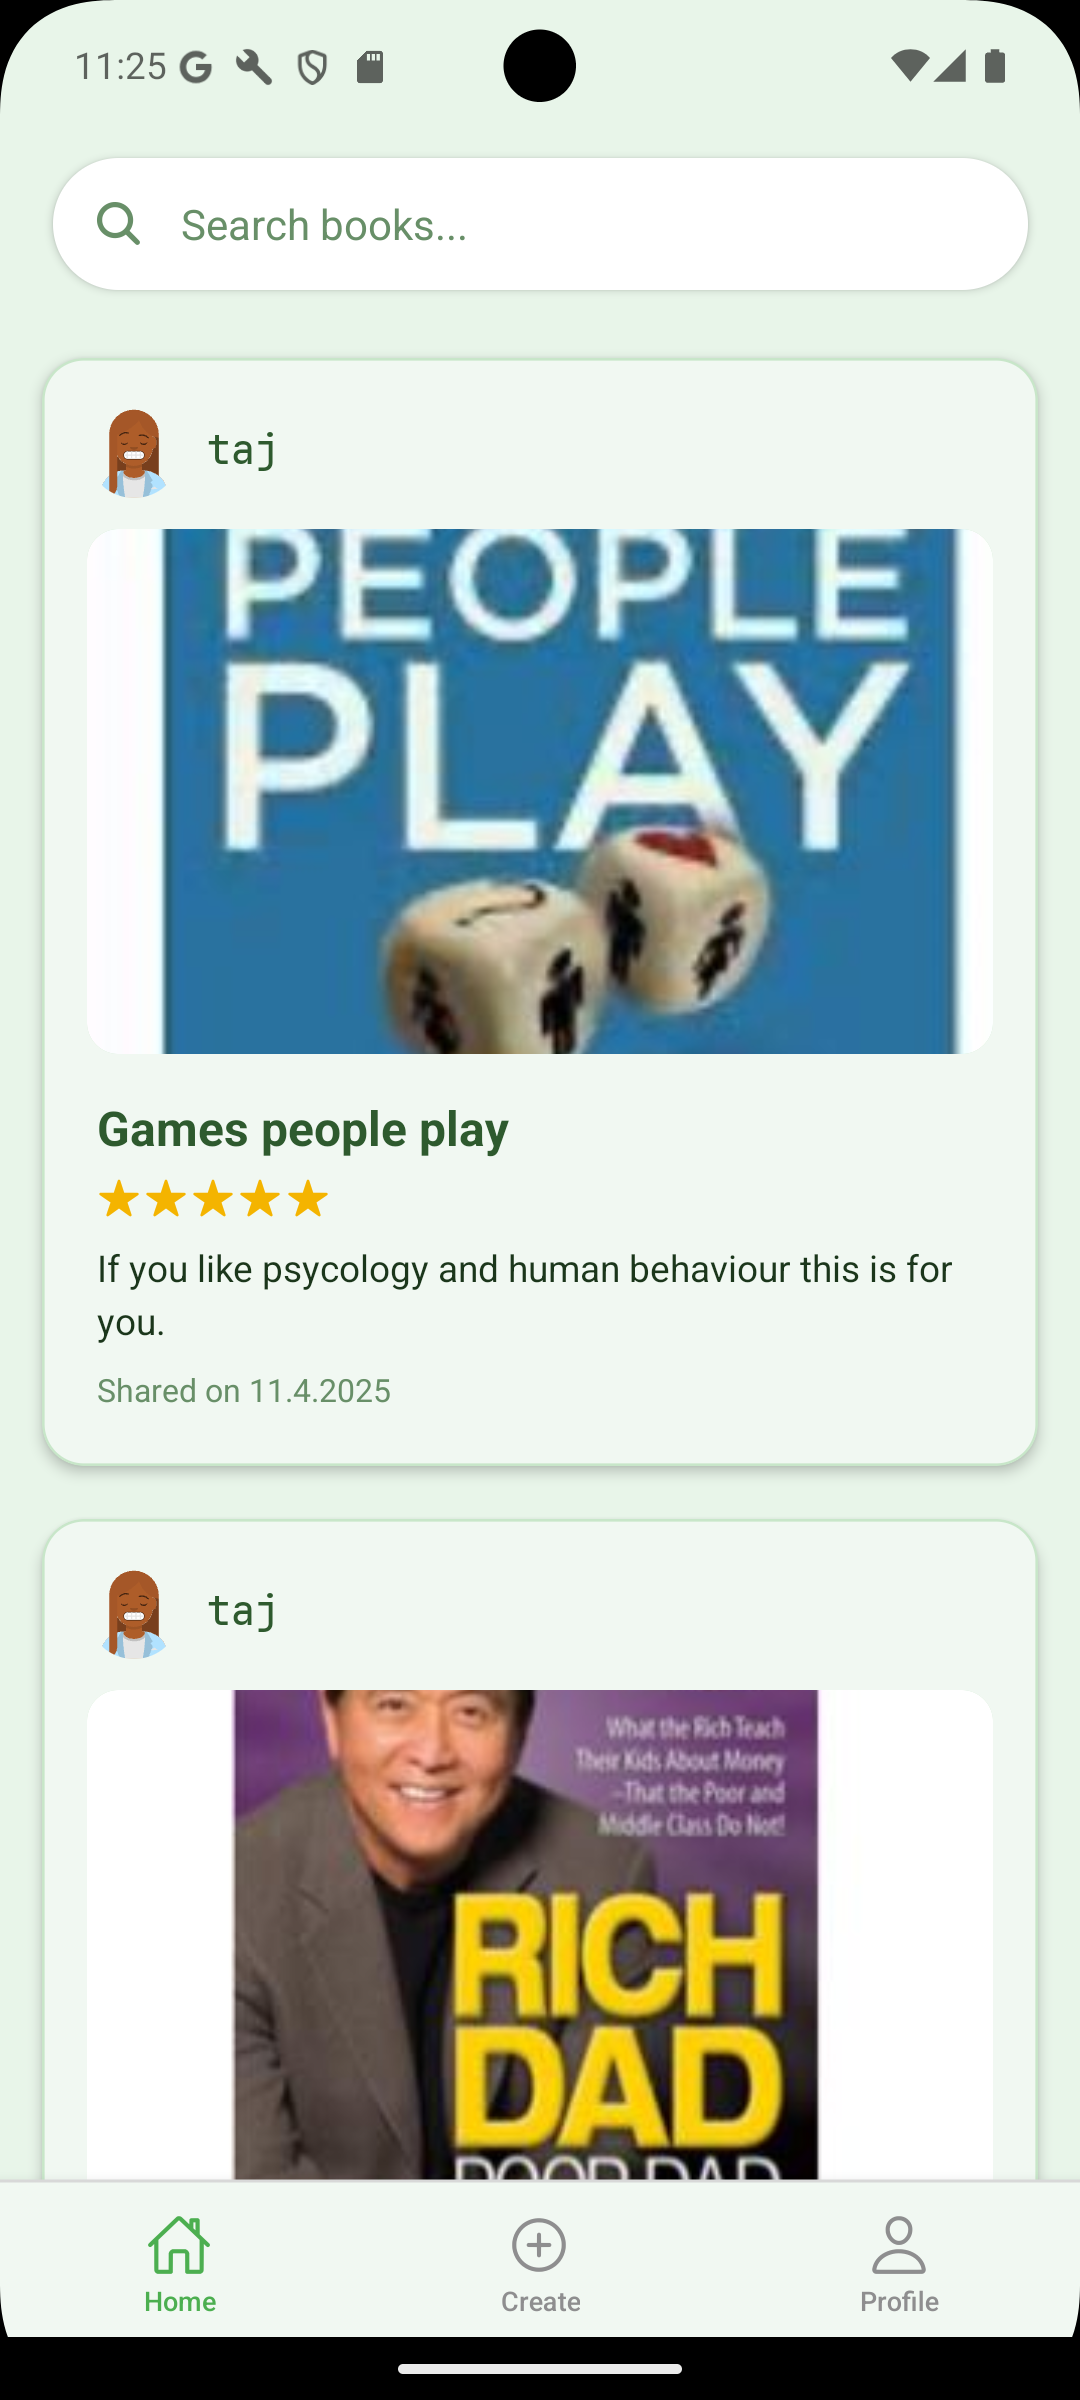 11:25
Search books...
taj
PEOPLE
PLAY
Games people play
If you like psycology and human behaviour this is for
you.
Shared on 11.4.2025
taj
What the Rich Teach
Their Kids About Money
–That the Poor and
Middle Class Do Not!
RICH
DAD
POOR DAD
Home
Create
Profile